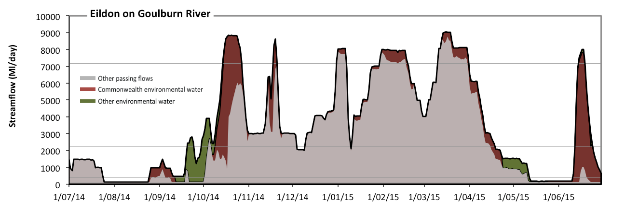 Eildon on Goulburn River
Streamflow (Ml/day)
10000
9000
8000
7000
6000
5000
4000
3000
2000
1000
0
Other passing flows
Commonwealth environmental water
Other environmental water
1/07/14 1/08/14 1/09/14 1/10/14 1/11/14 1/12/14 1/01/15 1/02/15 1/03/15 1/04/15 1/05/15 1/06/15